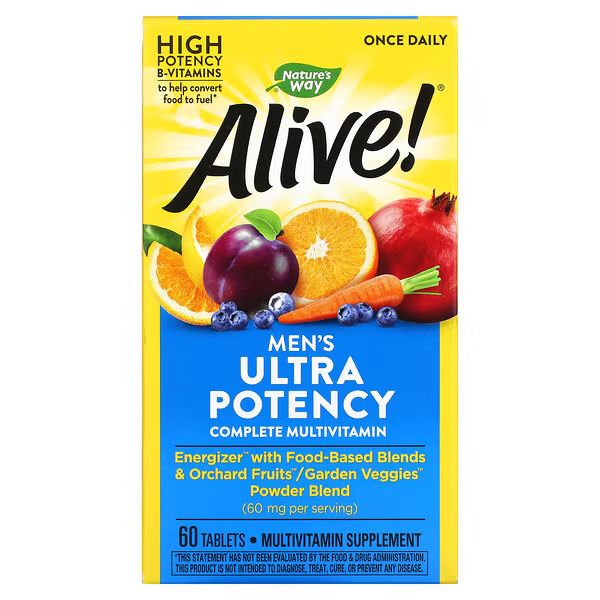 HIGH
POTENCY
B-VITAMINS
to help convert
food to fuel*
ONCE DAILY
Nature's
Way
Alive!®
MEN'S
ULTRA
POTENCY
COMPLETE MULTIVITAMIN
Energizer™ with Food-Based Blends
& Orchard Fruits™/Garden Veggies™
Powder Blend
(60 mg per serving)
60 TABLETS • MULTIVITAMIN SUPPLEMENT
*THIS STATEMENT HAS NOT BEEN EVALUATED BY THE FOOD & DRUG ADMINISTRATION.
THIS PRODUCT IS NOT INTENDED TO DIAGNOSE, TREAT, CURE, OR PREVENT ANY DISEASE.